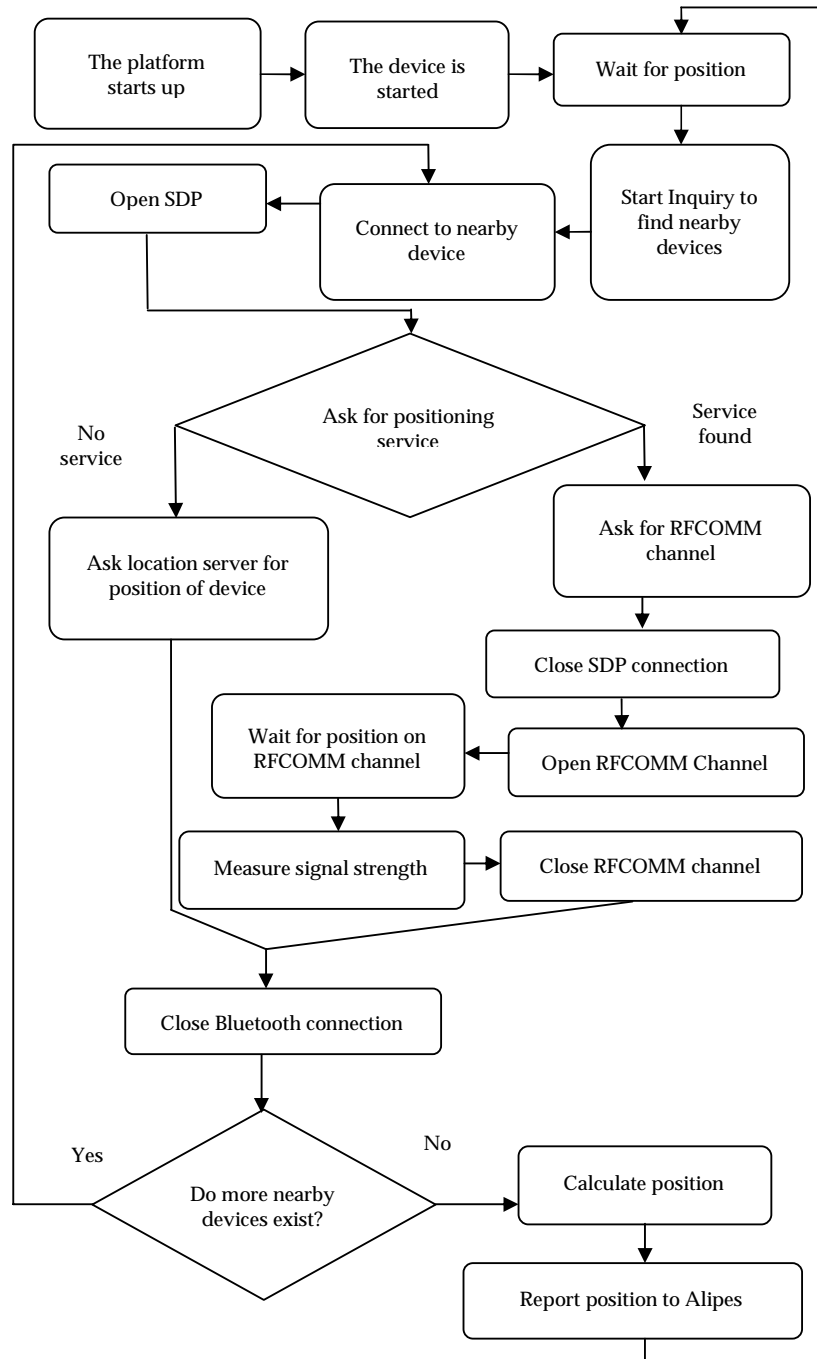 The platform
starts up
The device is
started
Wait for position
Open SDP
Connect to nearby
device
Start Inquiry to
find nearby
devices
Ask for positioning
service
No
service
Service
found
Ask location server for
position of device
Ask for RFCOMM
channel
Close SDP connection
Wait for position on
RFCOMM channel
Open RFCOMM Channel
Measure signal strength
Close RFCOMM channel
Close Bluetooth connection
Yes
No
Do more nearby
devices exist?
Calculate position
Report position to Alipes